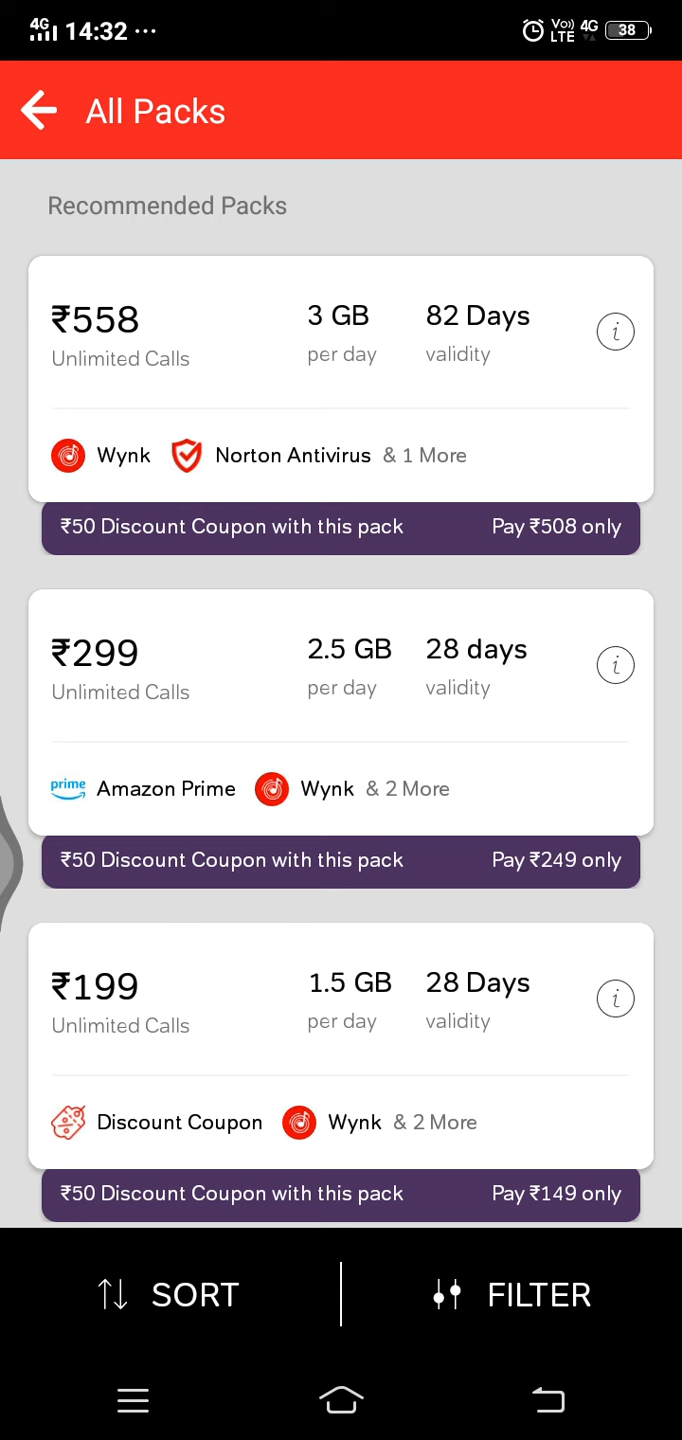 4G 14:32 ... Vo)) LTE 4G 38
All Packs
Recommended Packs
₹558 3 GB 82 Days i
Unlimited Calls per day validity
Wynk Norton Antivirus & 1 More
₹50 Discount Coupon with this pack Pay ₹508 only
₹299 2.5 GB 28 days i
Unlimited Calls per day validity
prime Amazon Prime Wynk & 2 More
₹50 Discount Coupon with this pack Pay ₹249 only
₹199 1.5 GB 28 Days i
Unlimited Calls per day validity
Discount Coupon Wynk & 2 More
₹50 Discount Coupon with this pack Pay ₹149 only
SORT FILTER